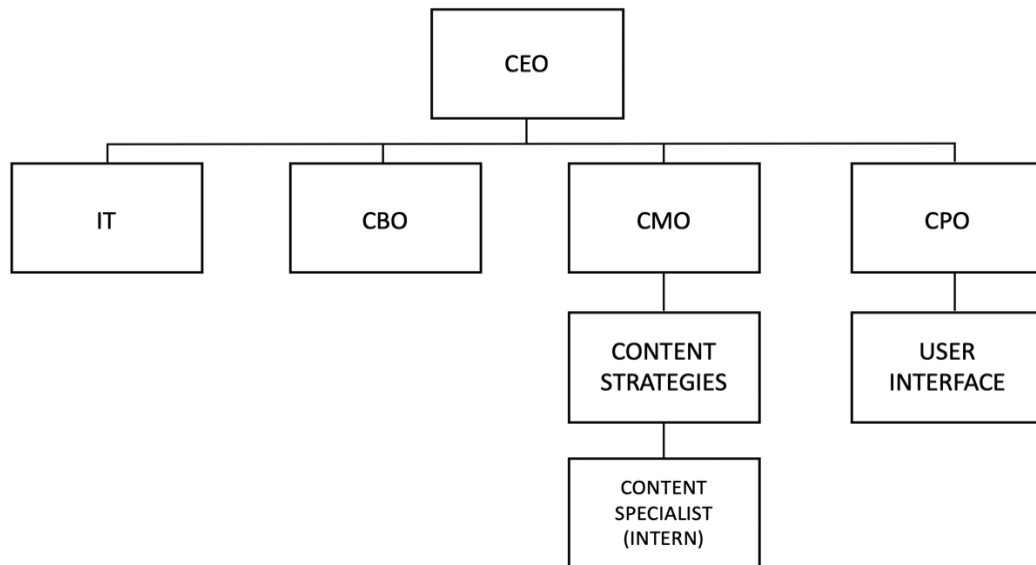 CEO
IT
CBO
CMO
CPO
CONTENT
STRATEGIES
USER
INTERFACE
CONTENT
SPECIALIST
(INTERN)